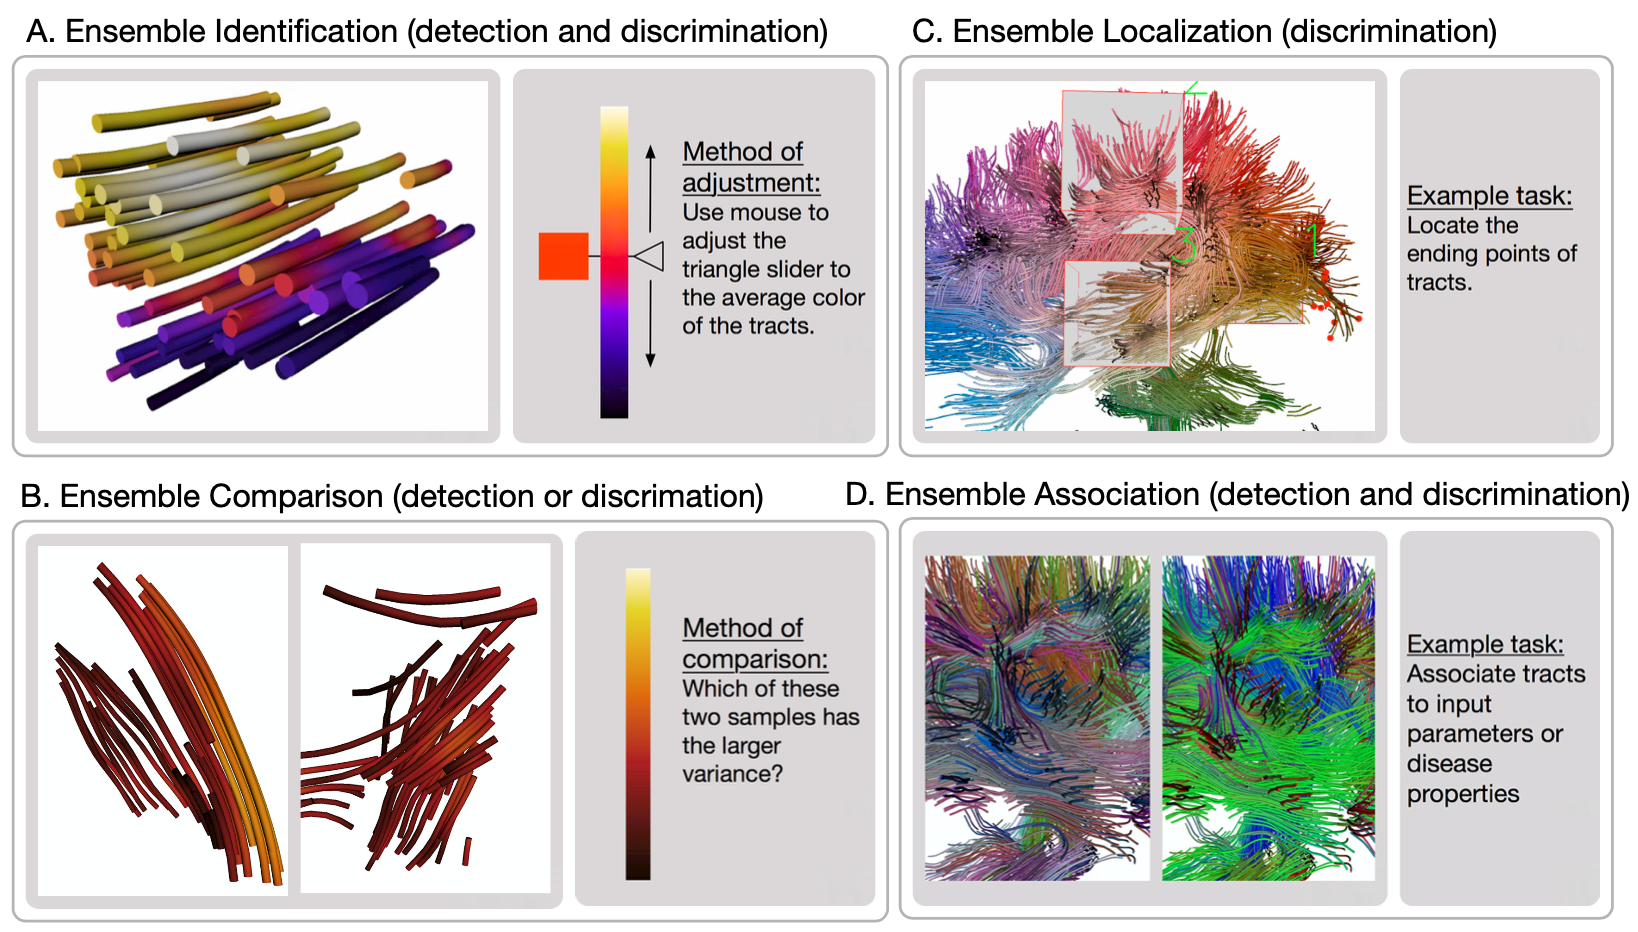 A. Ensemble Identification (detection and discrimination)
Method of
adjustment:
Use mouse to
adjust the
triangle slider to
the average color
of the tracts.
C. Ensemble Localization (discrimination)
1
3
Example task:
Locate the
ending points of
tracts.
B. Ensemble Comparison (detection or discrimation)
Method of
comparison:
Which of these
two samples has
the larger
variance?
D. Ensemble Association (detection and discrimination)
Example task:
Associate tracts
to input
parameters or
disease
properties